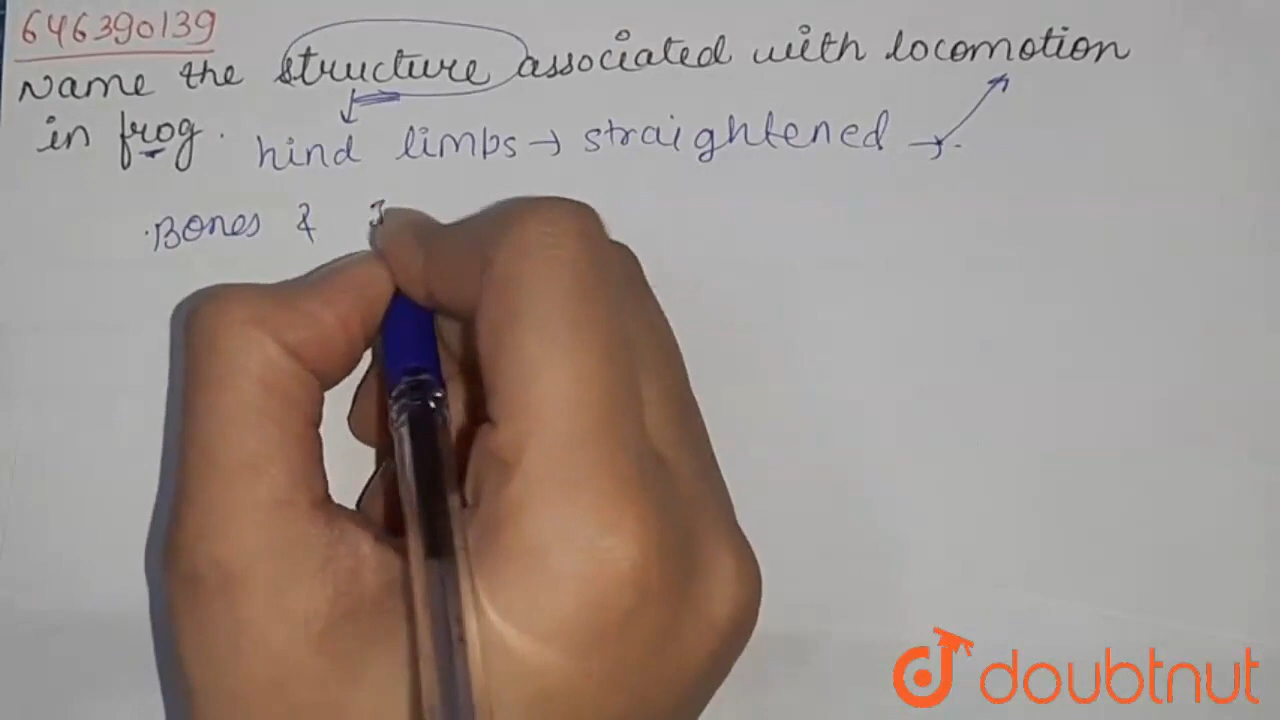 646390139
Name the structure associated with locomotion
in frog. hind limbs → straightened →
Bones &
doubtnut